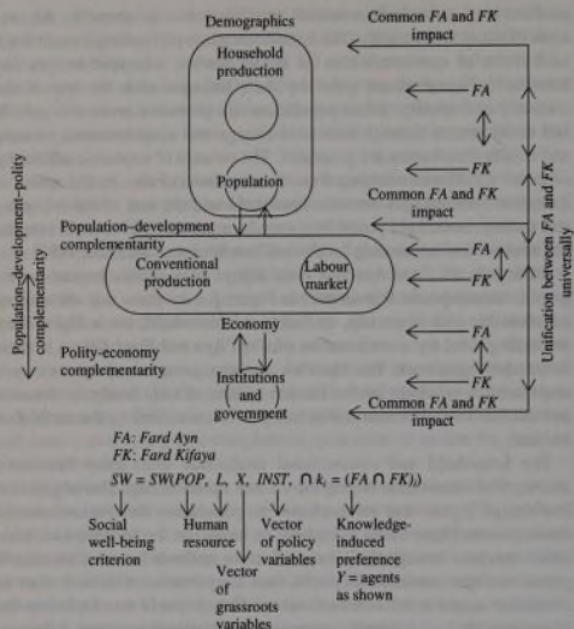 Demographics
Common FA and FK
impact
Household
production
FA
FK
Population
Common FA and FK
impact
Population–development
complementarity
FA
Conventional
production
Labour
market
FK
Economy
FA
Polity-economy
complementarity
Institutions
and
government
FK
Common FA and FK
impact
Population–development–polity
complementarity
Unification between FA and FK
universally
FA: Fard Ayn
FK: Fard Kifaya
SW = SW(POP, L, X, INST, ∩ kᵢ = (FA ∩ FK)ᵢ)
Social
well-being
criterion
Human
resource
Vector
of policy
variables
Knowledge-
induced
preference
Y = agents
as shown
Vector
of
grassroots
variables